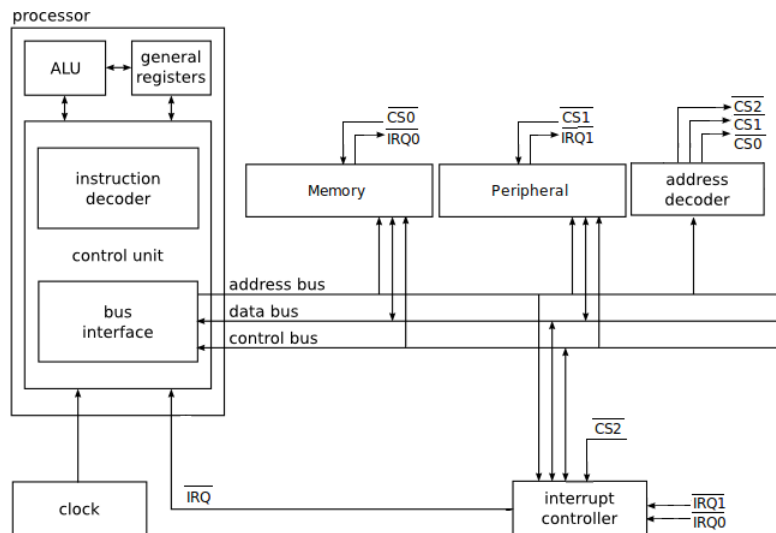 processor
ALU
general
registers
instruction
decoder
control unit
bus
interface
address bus
data bus
control bus
CS0
IRQ0
Memory
CS1
IRQ1
Peripheral
CS2
CS1
CS0
address
decoder
CS2
clock
IRQ
interrupt
controller
IRQ1
IRQ0